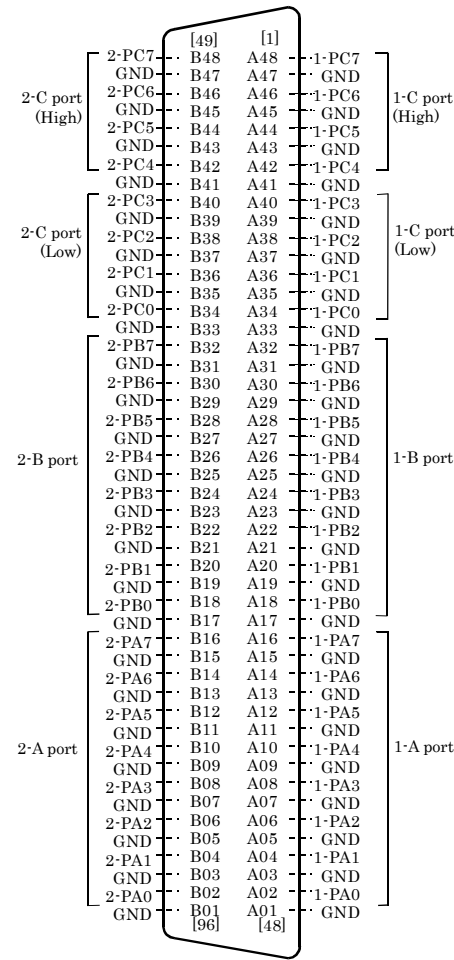 [49] [1]
2-PC7 B48 A48 1-PC7
GND B47 A47 GND
2-PC6 B46 A46 1-PC6
2-C port (High) GND B45 A45 GND 1-C port (High)
2-PC5 B44 A44 1-PC5
GND B43 A43 GND
2-PC4 B42 A42 1-PC4
GND B41 A41 GND
2-PC3 B40 A40 1-PC3
GND B39 A39 GND
2-C port (Low) 2-PC2 B38 A38 1-PC2 1-C port (Low)
GND B37 A37 GND
2-PC1 B36 A36 1-PC1
GND B35 A35 GND
2-PC0 B34 A34 1-PC0
GND B33 A33 GND
2-PB7 B32 A32 1-PB7
GND B31 A31 GND
2-PB6 B30 A30 1-PB6
GND B29 A29 GND
2-PB5 B28 A28 1-PB5
GND B27 A27 GND
2-B port 2-PB4 B26 A26 1-PB4 1-B port
GND B25 A25 GND
2-PB3 B24 A24 1-PB3
GND B23 A23 GND
2-PB2 B22 A22 1-PB2
GND B21 A21 GND
2-PB1 B20 A20 1-PB1
GND B19 A19 GND
2-PB0 B18 A18 1-PB0
GND B17 A17 GND
2-PA7 B16 A16 1-PA7
GND B15 A15 GND
2-PA6 B14 A14 1-PA6
GND B13 A13 GND
2-PA5 B12 A12 1-PA5
GND B11 A11 GND
2-A port 2-PA4 B10 A10 1-PA4 1-A port
GND B09 A09 GND
2-PA3 B08 A08 1-PA3
GND B07 A07 GND
2-PA2 B06 A06 1-PA2
GND B05 A05 GND
2-PA1 B04 A04 1-PA1
GND B03 A03 GND
2-PA0 B02 A02 1-PA0
GND B01 A01 GND
[96] [48]